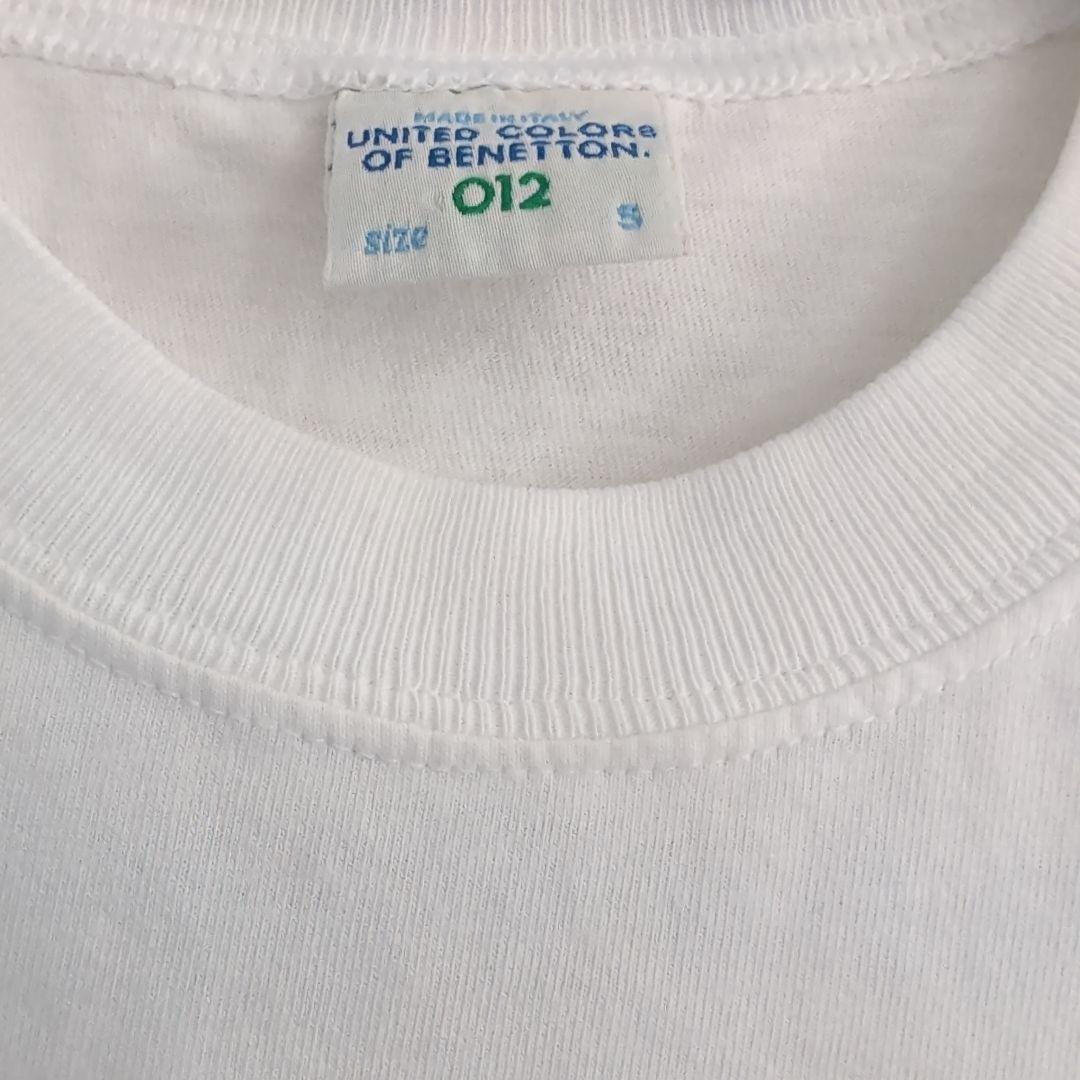 MADE IN ITALY
UNITED COLORS
OF BENETTON.
012
size S